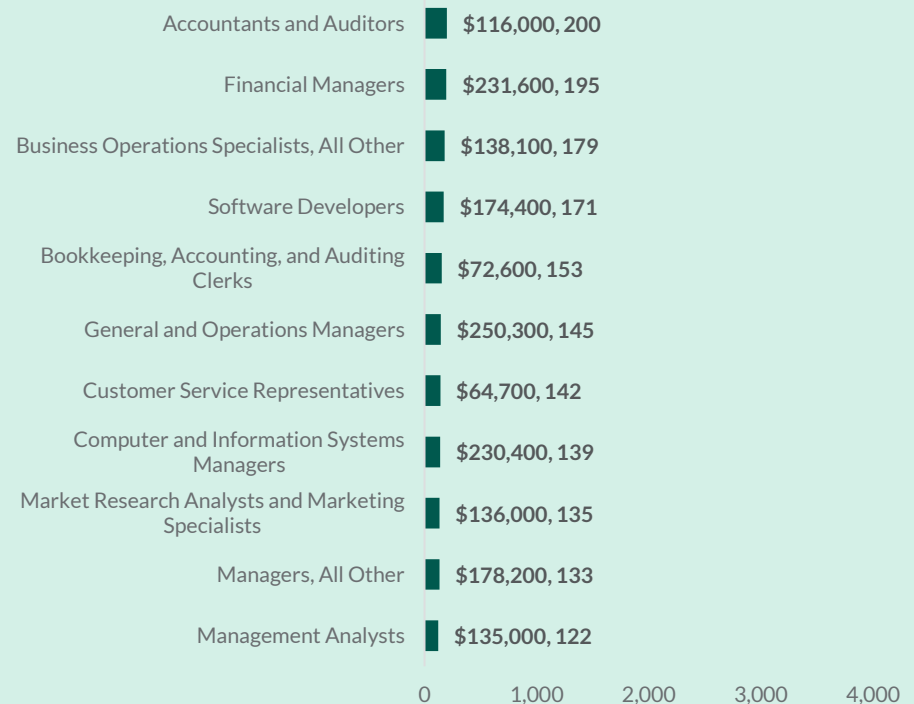 Accountants and Auditors $116,000, 200
Financial Managers $231,600, 195
Business Operations Specialists, All Other $138,100, 179
Software Developers $174,400, 171
Bookkeeping, Accounting, and Auditing
Clerks $72,600, 153
General and Operations Managers $250,300, 145
Customer Service Representatives $64,700, 142
Computer and Information Systems
Managers $230,400, 139
Market Research Analysts and Marketing
Specialists $136,000, 135
Managers, All Other $178,200, 133
Management Analysts $135,000, 122
0 1,000 2,000 3,000 4,000